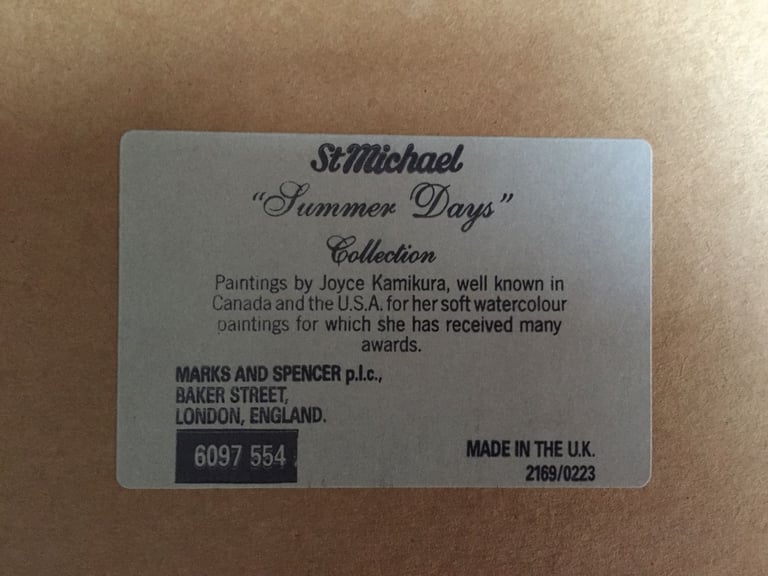 St Michael
"Summer Days"
Collection
Paintings by Joyce Kamikura, well known in
Canada and the U.S.A. for her soft watercolour
paintings for which she has received many
awards.
MARKS AND SPENCER p.l.c.,
BAKER STREET,
LONDON, ENGLAND.
6097 554
MADE IN THE U.K.
2169/0223